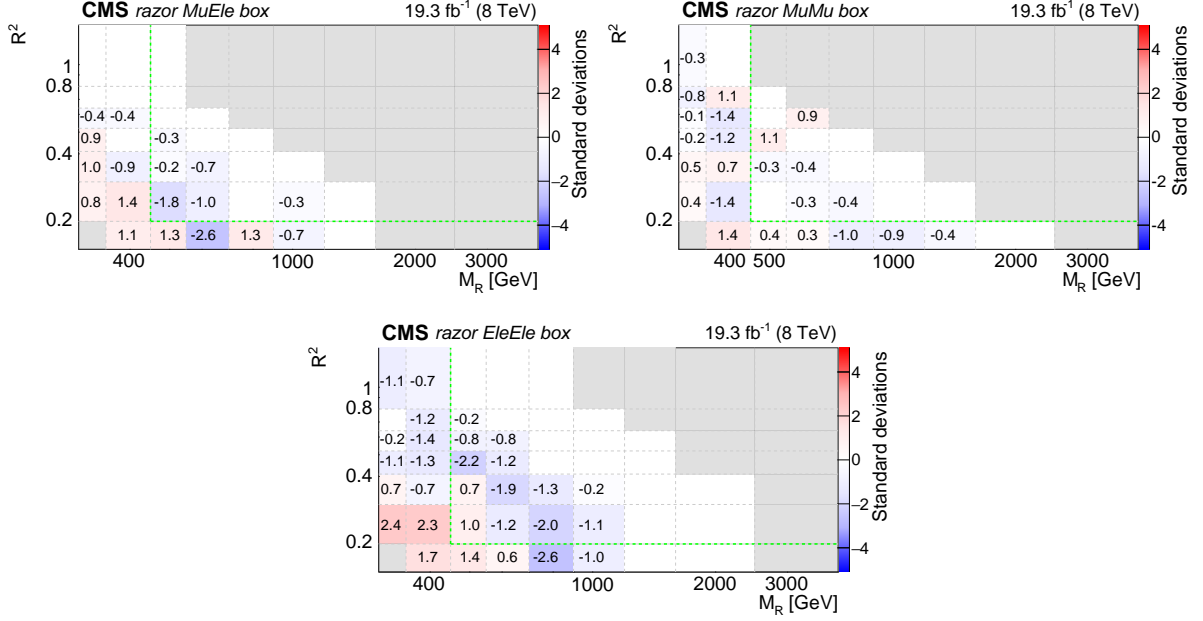 CMS razor MuEle box 19.3 fb⁻¹ (8 TeV)
R²
1
0.8
0.4
0.2
-0.4 -0.4
0.9 -0.3
1.0 -0.9 -0.2 -0.7
0.8 1.4 -1.8 -1.0 -0.3
1.1 1.3 -2.6 1.3 -0.7
400 1000 2000 3000
M_R [GeV]
4
2
0
−2
−4
Standard deviations
CMS razor MuMu box 19.3 fb⁻¹ (8 TeV)
R²
1
0.8
0.4
0.2
-0.3
-0.8 1.1
-0.1 -1.4 0.9
-0.2 -1.2 1.1
0.5 0.7 -0.3 -0.4
0.4 -1.4 -0.3 -0.4
1.4 0.4 0.3 -1.0 -0.9 -0.4
400 500 1000 2000 3000
M_R [GeV]
4
2
0
-2
-4
Standard deviations
CMS razor EleEle box 19.3 fb⁻¹ (8 TeV)
R²
1
0.8
0.4
0.2
-1.1 -0.7
-1.2 -0.2
-0.2 -1.4 -0.8 -0.8
-1.1 -1.3 -2.2 -1.2
0.7 -0.7 0.7 -1.9 -1.3 -0.2
2.4 2.3 1.0 -1.2 -2.0 -1.1
1.7 1.4 0.6 -2.6 -1.0
400 1000 2000 3000
M_R [GeV]
4
2
0
−2
−4
Standard deviations